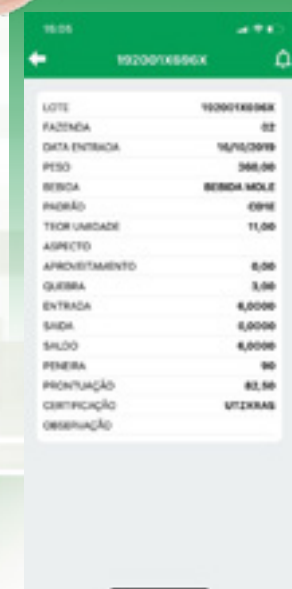 16:05
192001X696X
LOTE 192001X696X
FAZENDA 02
DATA ENTRADA 16/10/2019
PESO 360,00
BEBIDA BEBIDA MOLE
PADRÃO
TEOR UMIDADE 11,00
ASPECTO
APROVEITAMENTO 0,00
QUEBRA 3,00
ENTRADA 6,0000
SAIDA 0,0000
SALDO 6,0000
PENEIRA 90
PRONTUAÇÃO 82,50
CERTIFICAÇÃO
OBSERVAÇÃO